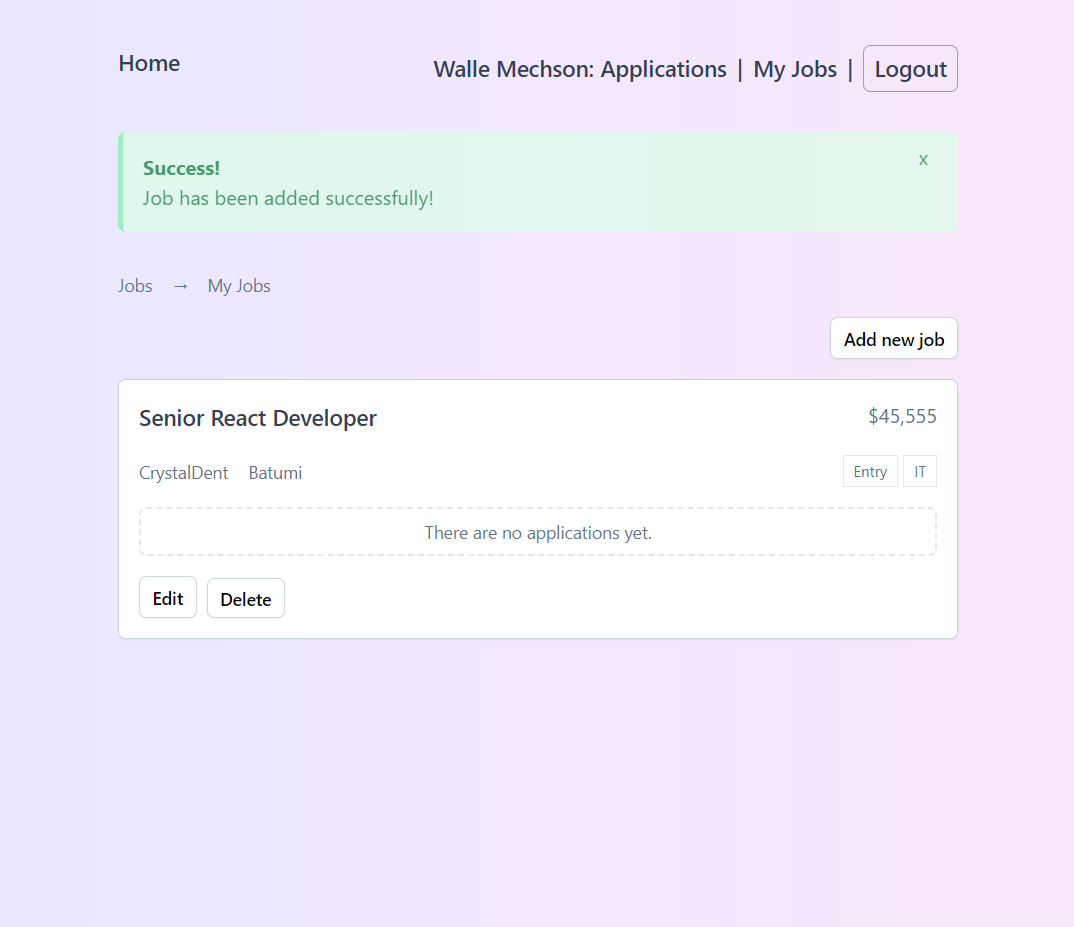 Home
Walle Mechson: Applications | My Jobs | Logout
Success!
x
Job has been added successfully!
Jobs → My Jobs
Add new job
Senior React Developer
$45,555
CrystalDent Batumi
Entry IT
There are no applications yet.
Edit Delete